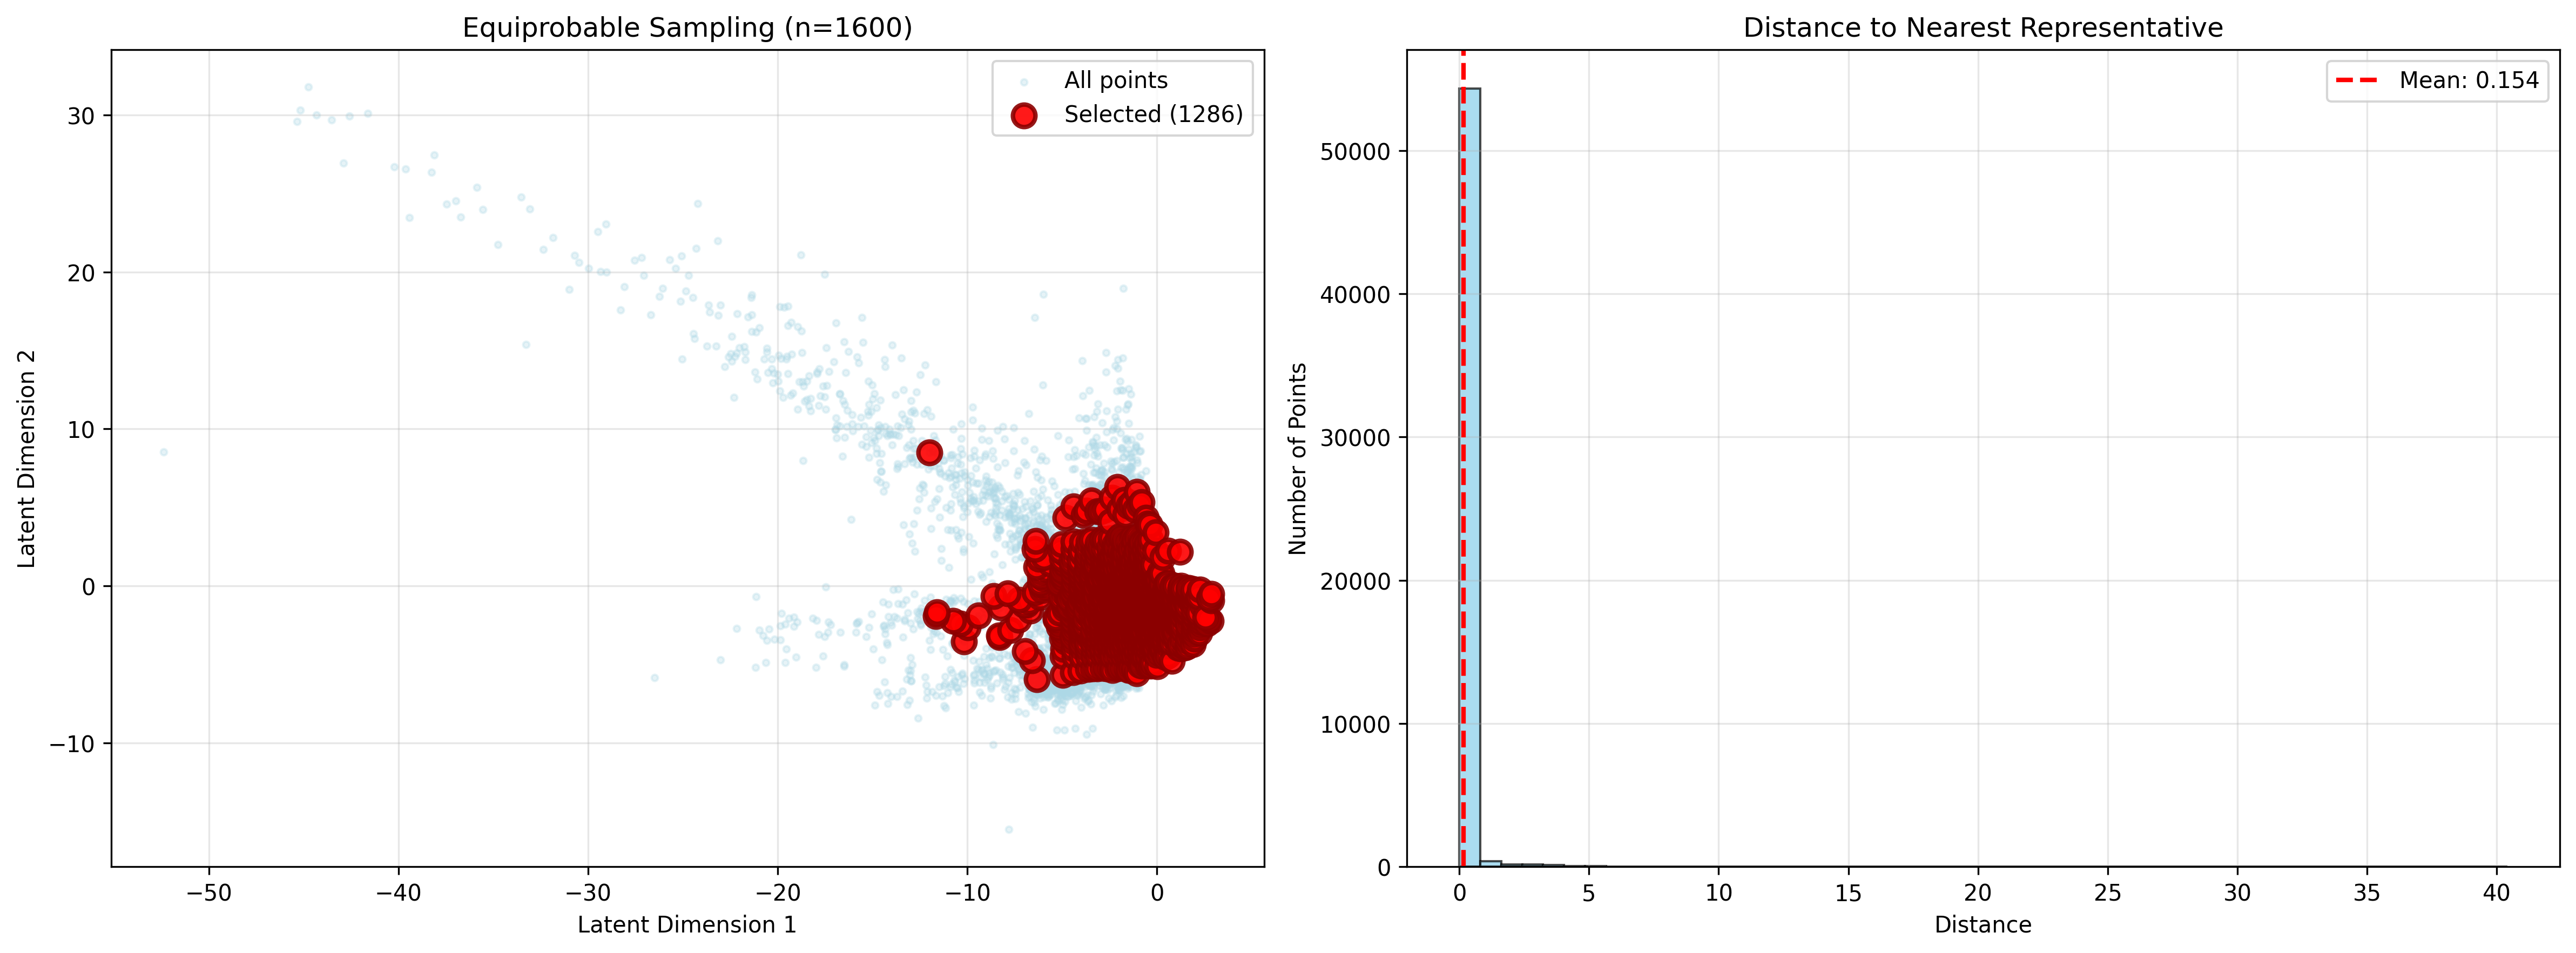 Equiprobable Sampling (n=1600)
All points
Selected (1286)
30
20
10
0
−10
−50
−40
−30
−20
−10
0
Latent Dimension 2
Latent Dimension 1
Distance to Nearest Representative
Mean: 0.154
50000
40000
30000
20000
10000
0
0
5
10
15
20
25
30
35
40
Number of Points
Distance